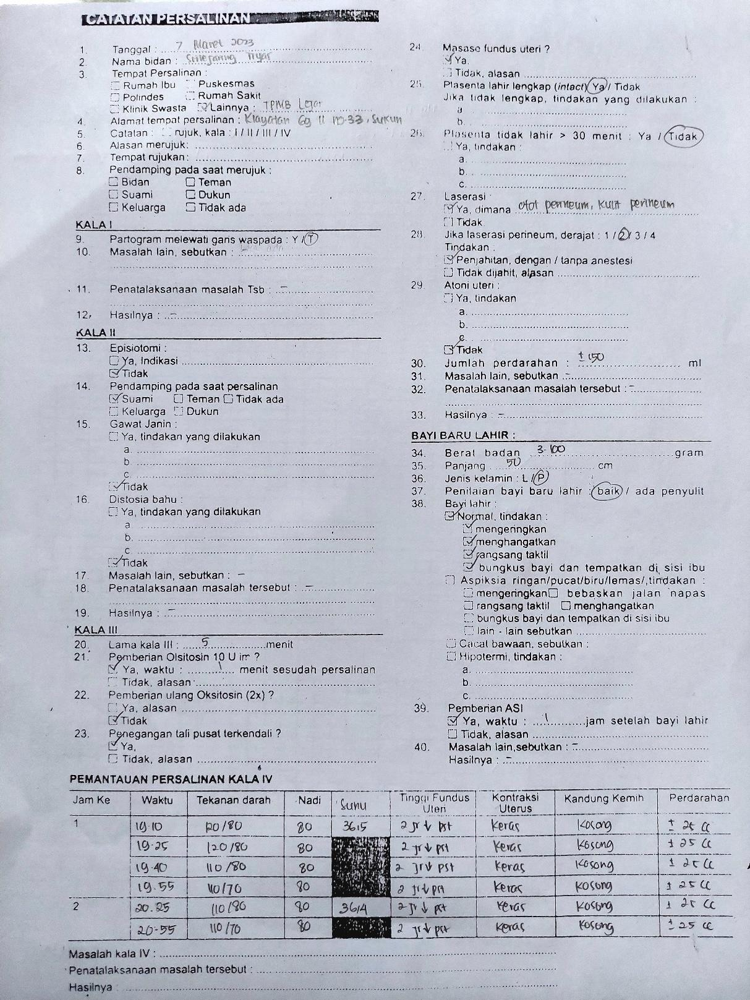 CATATAN PERSALINAN
1. Tanggal : 7 Maret 2023
2. Nama bidan :
3. Tempat Persalinan :
Rumah Ibu Puskesmas
Polindes Rumah Sakit
Klinik Swasta Lainnya : TPMB
4. Alamat tempat persalinan : Klayatan Gg II no.33, Sukun
5. Catatan : rujuk, kala : I / II / III / IV
6. Alasan merujuk:
7. Tempat rujukan :
8. Pendamping pada saat merujuk :
Bidan Teman
Suami Dukun
Keluarga Tidak ada
KALA I
9. Partogram melewati garis waspada : Y / T
10. Masalah lain, sebutkan :
11. Penatalaksanaan masalah Tsb : -
12. Hasilnya : -
KALA II
13. Episiotomi :
Ya, Indikasi
Tidak
14. Pendamping pada saat persalinan
Suami Teman Tidak ada
Keluarga Dukun
15. Gawat Janin :
Ya, tindakan yang dilakukan
a.
b.
c.
Tidak
16. Distosia bahu :
Ya, tindakan yang dilakukan
a
b.
c.
Tidak
17. Masalah lain, sebutkan : -
18. Penatalaksanaan masalah tersebut : -
19. Hasilnya : -
KALA III
20. Lama kala III : 5 menit
21. Pemberian Olsitosin 10 U im ?
Ya, waktu : 1 menit sesudah persalinan
Tidak, alasan
22. Pemberian ulang Oksitosin (2x) ?
Ya, alasan
Tidak
23. Penegangan tali pusat terkendali ?
Ya,
Tidak, alasan
24. Masase fundus uteri ?
Ya.
Tidak, alasan
25. Plasenta lahir lengkap (intact) Ya / Tidak
Jika tidak lengkap, tindakan yang dilakukan :
a
b.
26. Plasenta tidak lahir > 30 menit : Ya / Tidak
Ya, tindakan :
a.
b.
c.
27. Laserasi
Ya, dimana otot perineum, kulit perineum
Tidak
28. Jika laserasi perineum, derajat : 1 / 2 / 3 / 4
Tindakan :
Penjahitan, dengan / tanpa anestesi
Tidak dijahit, alasan
29. Atoni uteri :
Ya, tindakan
a.
b.
c.
Tidak
30. Jumlah perdarahan : ± 150 ml
31. Masalah lain, sebutkan -
32. Penatalaksanaan masalah tersebut : -
33. Hasilnya : -
BAYI BARU LAHIR :
34. Berat badan 3.100 gram
35. Panjang 50 cm
36. Jenis kelamin : L / P
37. Penilaian bayi baru lahir : baik / ada penyulit
38. Bayi lahir :
Normal, tindakan :
mengeringkan
menghangatkan
rangsang taktil
bungkus bayi dan tempatkan di sisi ibu
Aspiksia ringan/pucat/biru/lemas/,tindakan :
mengeringkan bebaskan jalan napas
rangsang taktil menghangatkan
bungkus bayi dan tempatkan di sisi ibu
lain - lain sebutkan
Cacat bawaan, sebutkan :
Hipotermi, tindakan :
a.
b.
c.
39. Pemberian ASI
Ya, waktu : 1 jam setelah bayi lahir
Tidak, alasan
40. Masalah lain,sebutkan : -
Hasilnya : -
PEMANTAUAN PERSALINAN KALA IV
Jam Ke Waktu Tekanan darah Nadi Suhu Tinggi Fundus Uteri Kontraksi Uterus Kandung Kemih Perdarahan
1 19.10 120/80 80 36,5 2 jr ↓ pst Keras Kosong ± 25 cc
19.25 120/80 80 2 jr ↓ pst Keras Kosong ± 25 cc
19.40 110/80 80 2 jr ↓ pst Keras Kosong ± 25 cc
19.55 110/70 80 2 jr ↓ pst Keras Kosong ± 25 cc
2 20.25 110/80 80 36,4 2 jr ↓ pst Keras Kosong ± 25 cc
20.55 110/70 80 2 jr ↓ pst Keras Kosong ± 25 cc
Masalah kala IV :
Penatalaksanaan masalah tersebut :
Hasilnya :